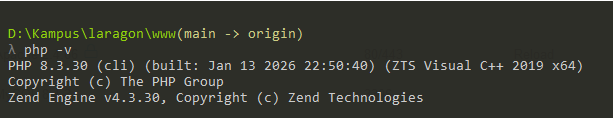 D:\Kampus\laragon\www(main -> origin)
λ php -v
PHP 8.3.30 (cli) (built: Jan 13 2026 22:50:40) (ZTS Visual C++ 2019 x64)
Copyright (c) The PHP Group
Zend Engine v4.3.30, Copyright (c) Zend Technologies